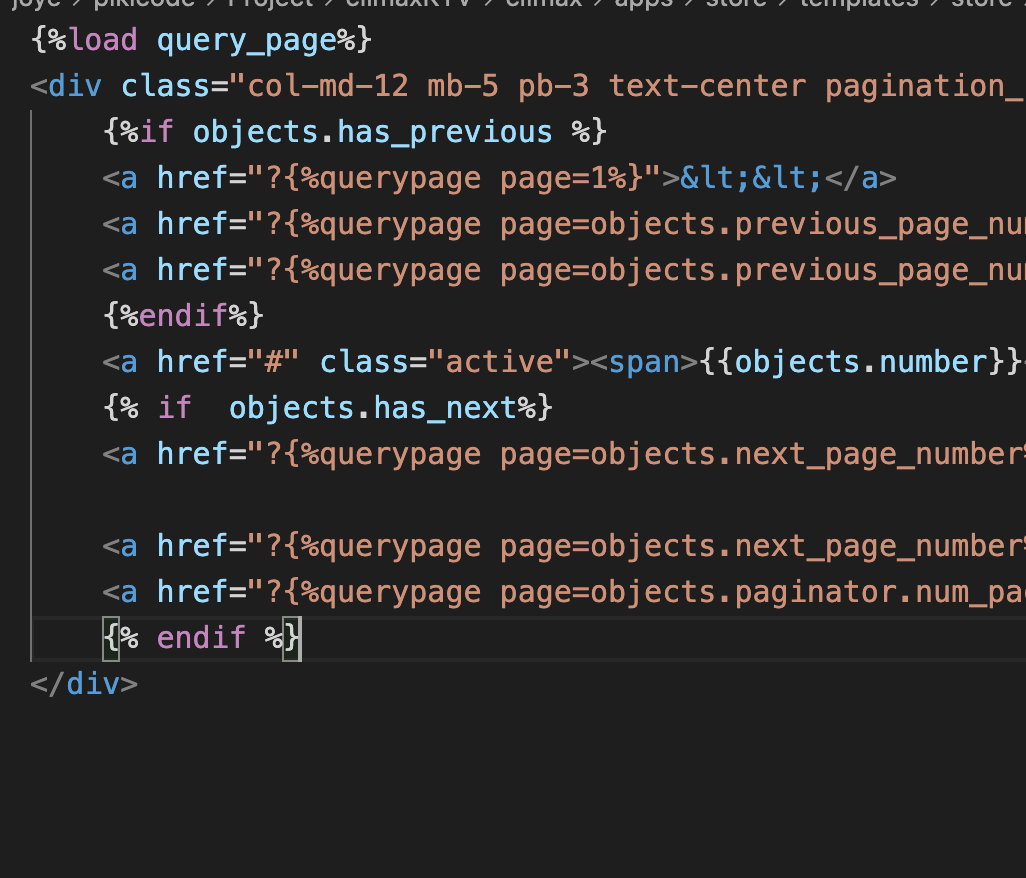 joye > pikicode > Project > climaxKTV > climax > apps > store > templates > store
{%load query_page%}
<div class="col-md-12 mb-5 pb-3 text-center pagination_
{%if objects.has_previous %}
<a href="?{%querypage page=1%}">&lt;&lt;</a>
<a href="?{%querypage page=objects.previous_page_nu
<a href="?{%querypage page=objects.previous_page_nu
{%endif%}
<a href="#" class="active"><span>{{objects.number}}
{% if  objects.has_next%}
<a href="?{%querypage page=objects.next_page_number%
<a href="?{%querypage page=objects.next_page_number%
<a href="?{%querypage page=objects.paginator.num_pa
{% endif %}
</div>